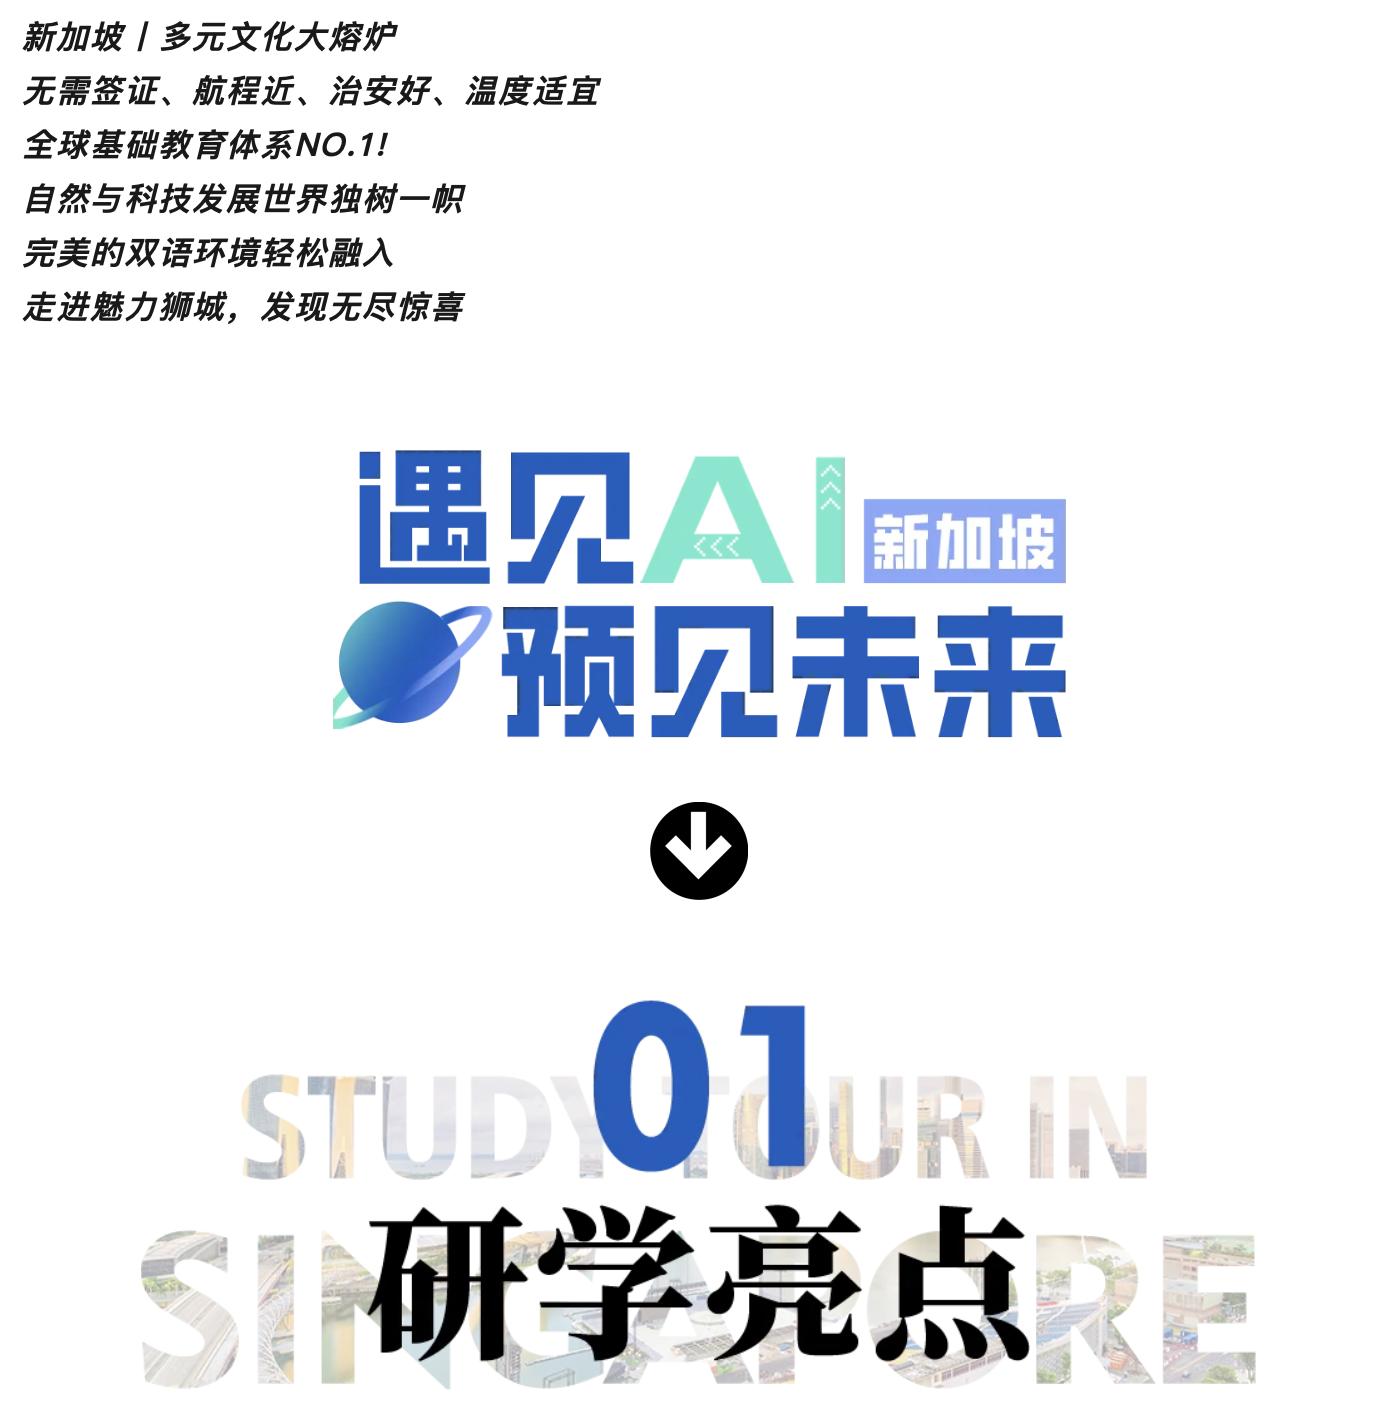 新加坡丨多元文化大熔炉
无需签证、航程近、治安好、温度适宜
全球基础教育体系NO.1!
自然与科技发展世界独树一帜
完美的双语环境轻松融入
走进魅力狮城，发现无尽惊喜
遇见AI 新加坡
预见未来
01
STUDY TOUR IN
研学亮点
SINGAPORE